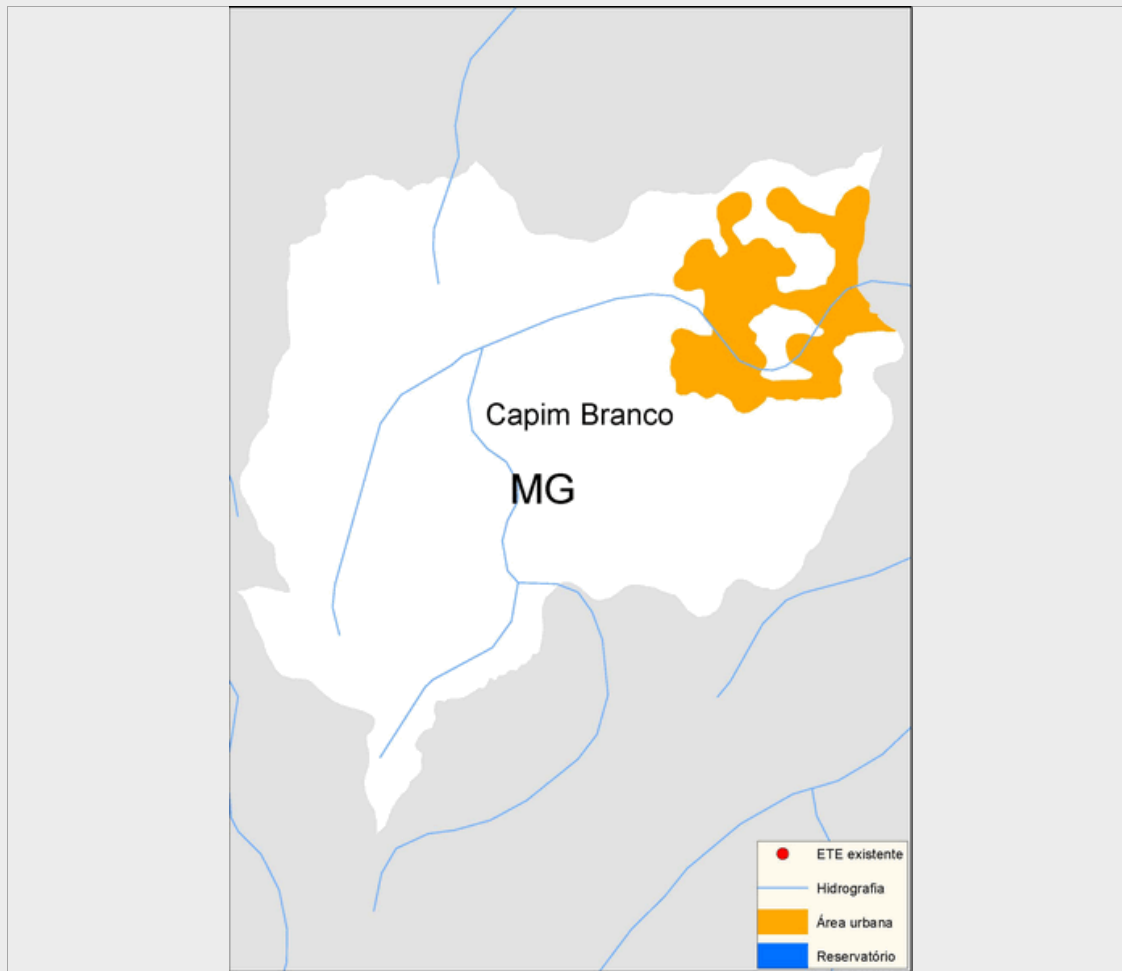 Capim Branco
MG
ETE existente
Hidrografia
Área urbana
Reservatório